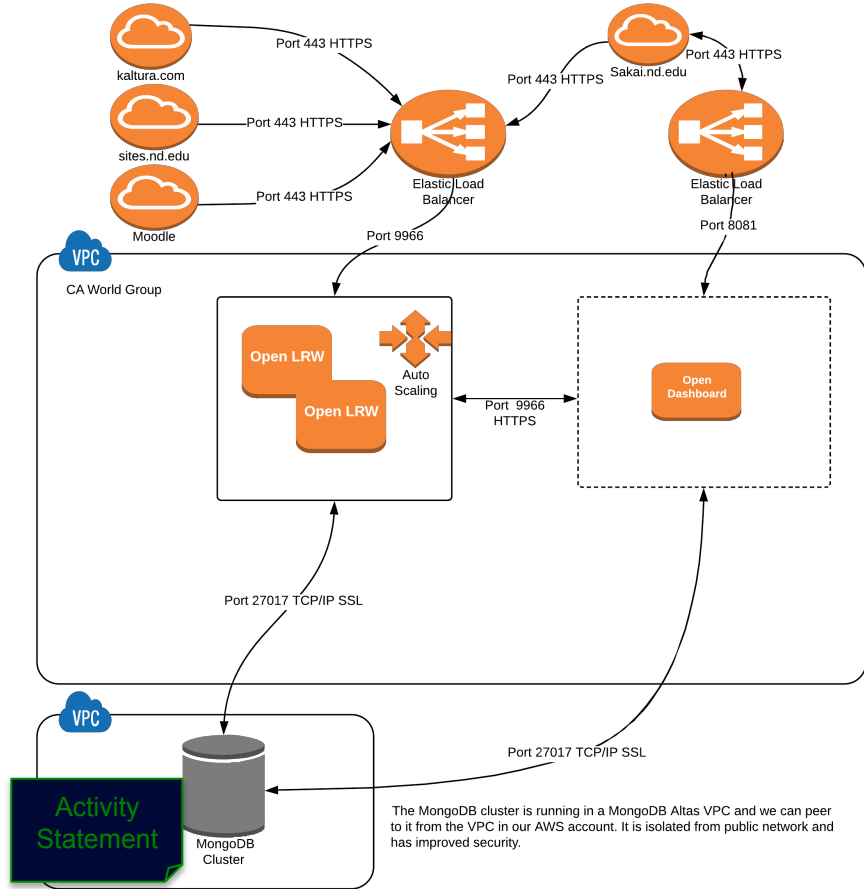 Port 443 HTTPS
kaltura.com
Port 443 HTTPS
sites.nd.edu
Port 443 HTTPS
Moodle
Port 443 HTTPS
Sakai.nd.edu
Port 443 HTTPS
Elastic Load
Balancer
Elastic Load
Balancer
Port 9966
Port 8081
VPC
CA World Group
Open LRW
Open LRW
Auto
Scaling
Port  9966
HTTPS
Open
Dashboard
Port 27017 TCP/IP SSL
VPC
Port 27017 TCP/IP SSL
Activity
Statement
MongoDB
Cluster
The MongoDB cluster is running in a MongoDB Altas VPC and we can peer
to it from the VPC in our AWS account. It is isolated from public network and
has improved security.